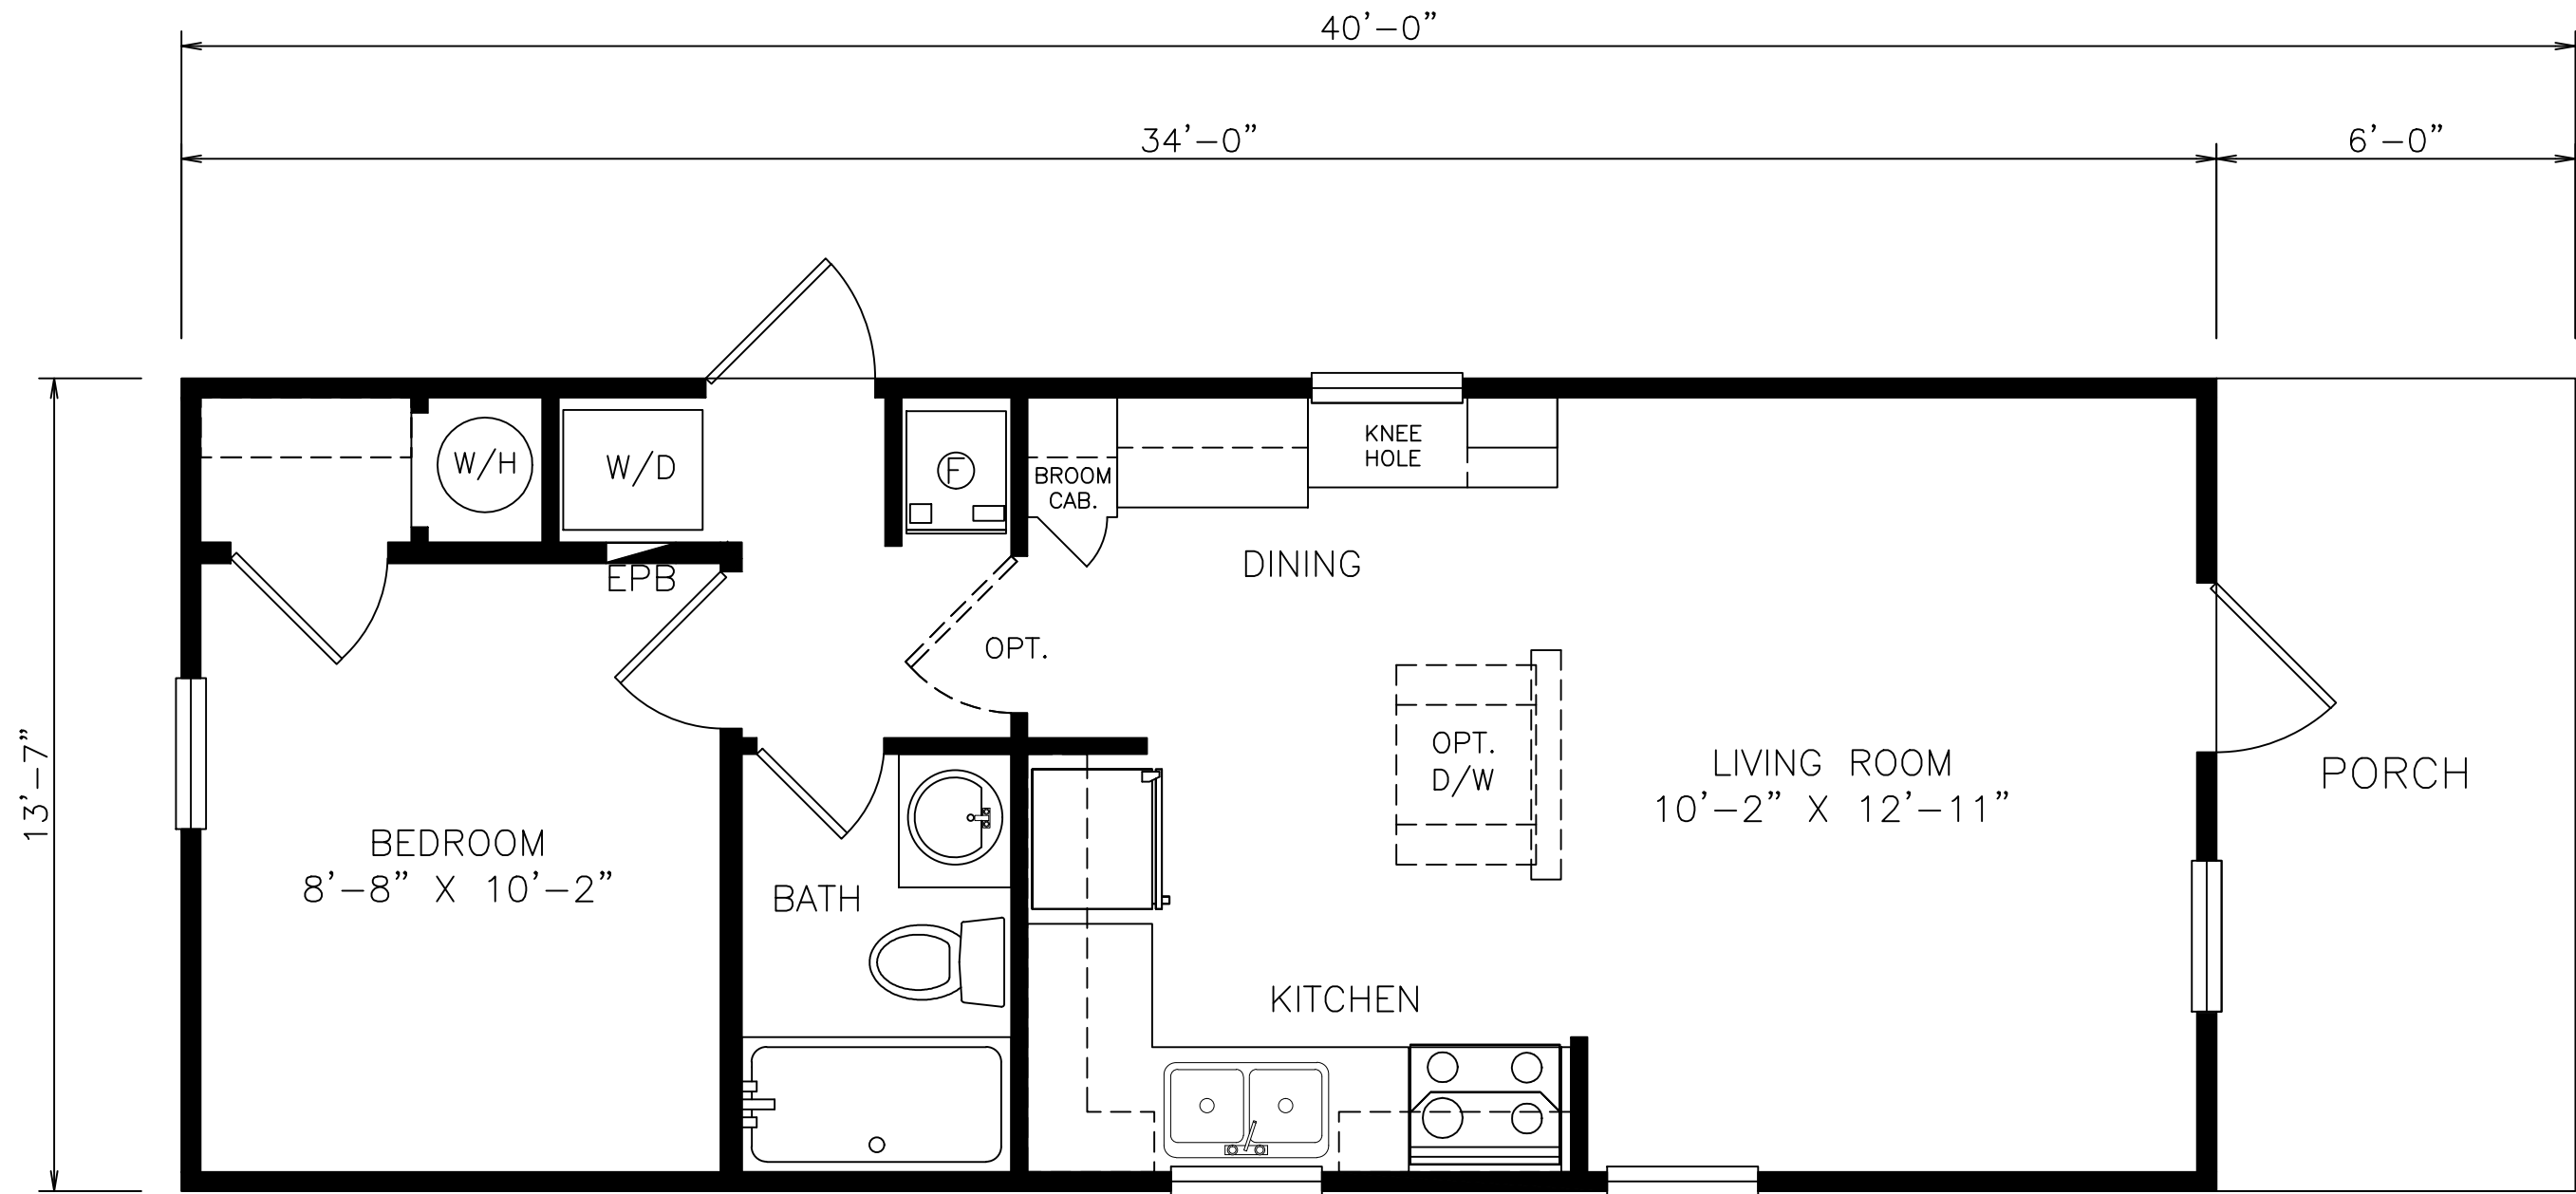 40'-0"
34'-0"
6'-0"
13'-7"
W/H
W/D
F
BROOM
CAB.
KNEE
HOLE
EPB
DINING
OPT.
OPT.
D/W
LIVING ROOM
10'-2" X 12'-11"
PORCH
BEDROOM
8'-8" X 10'-2"
BATH
KITCHEN